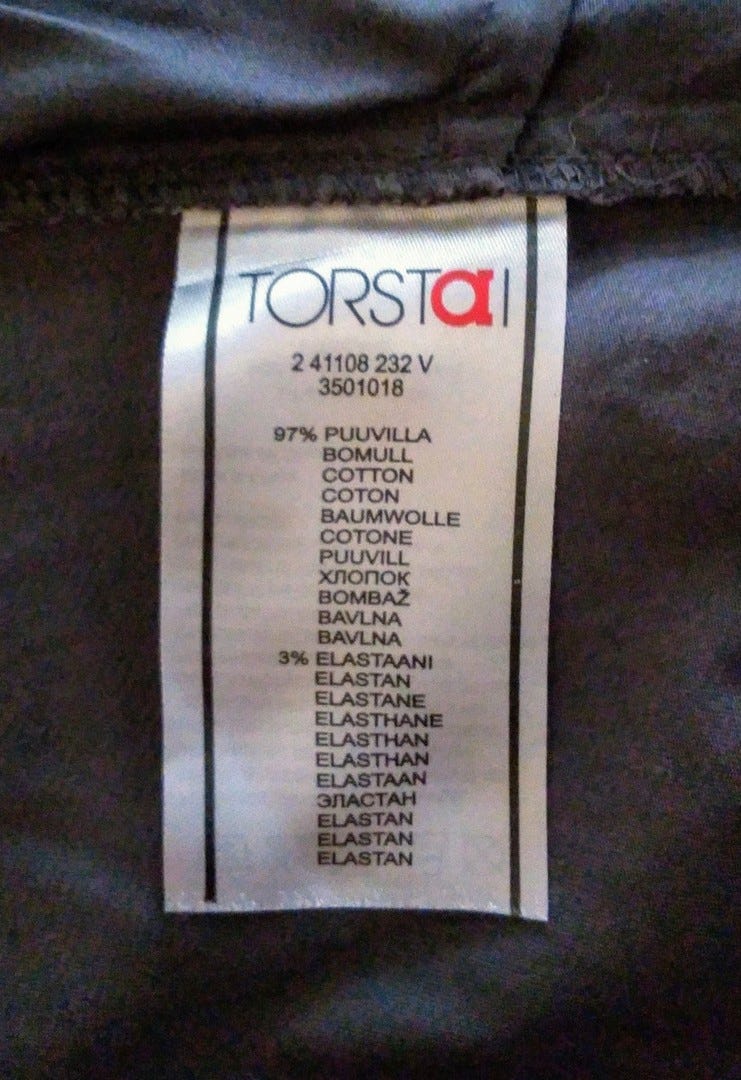 TORSTAI
2 41108 232 V
3501018
97% PUUVILLA
BOMULL
COTTON
COTON
BAUMWOLLE
COTONE
PUUVILL
ХЛОПОК
BOMBAŽ
BAVLNA
BAVLNA
3% ELASTAANI
ELASTAN
ELASTANE
ELASTHANE
ELASTHAN
ELASTHAN
ELASTAAN
ЭЛАСТАН
ELASTAN
ELASTAN
ELASTAN